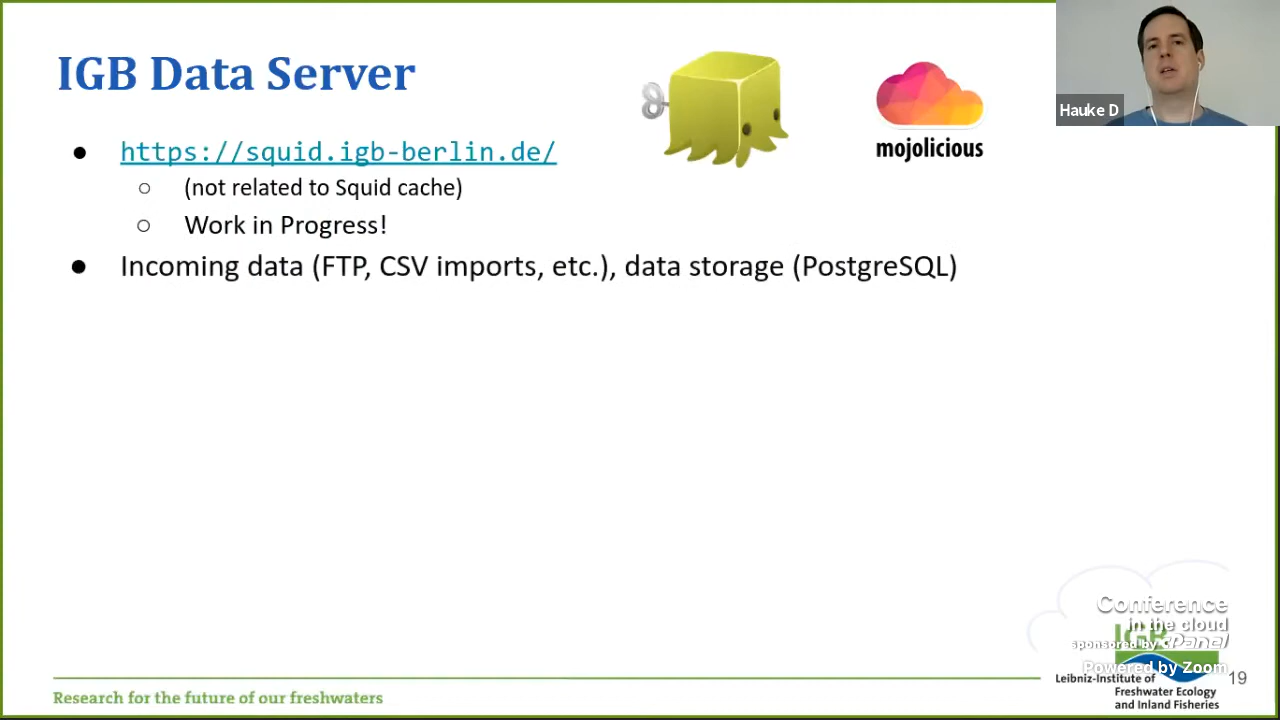 IGB Data Server
mojolicious
Hauke D
https://squid.igb-berlin.de/
(not related to Squid cache)
Work in Progress!
Incoming data (FTP, CSV imports, etc.), data storage (PostgreSQL)
Conference
in the cloud
sponsored by cPanel
IGB
Powered by Zoom
Leibniz-Institute of
Freshwater Ecology
and Inland Fisheries
19
Research for the future of our freshwaters